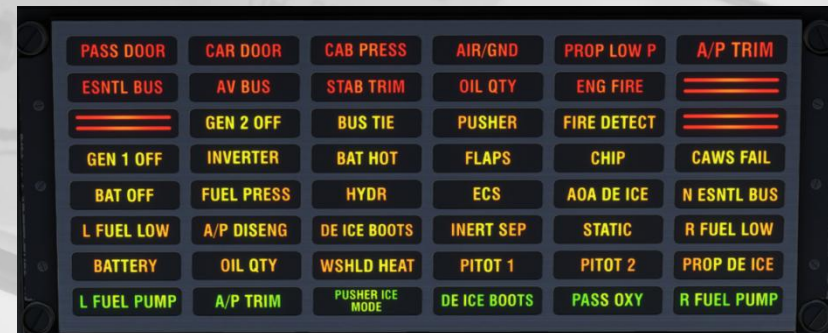 PASS DOOR CAR DOOR CAB PRESS AIR/GND PROP LOW P A/P TRIM
ESNTL BUS AV BUS STAB TRIM OIL QTY ENG FIRE
GEN 2 OFF BUS TIE PUSHER FIRE DETECT
GEN 1 OFF INVERTER BAT HOT FLAPS CHIP CAWS FAIL
BAT OFF FUEL PRESS HYDR ECS AOA DE ICE N ESNTL BUS
L FUEL LOW A/P DISENG DE ICE BOOTS INERT SEP STATIC R FUEL LOW
BATTERY OIL QTY WSHLD HEAT PITOT 1 PITOT 2 PROP DE ICE
L FUEL PUMP A/P TRIM PUSHER ICE MODE DE ICE BOOTS PASS OXY R FUEL PUMP